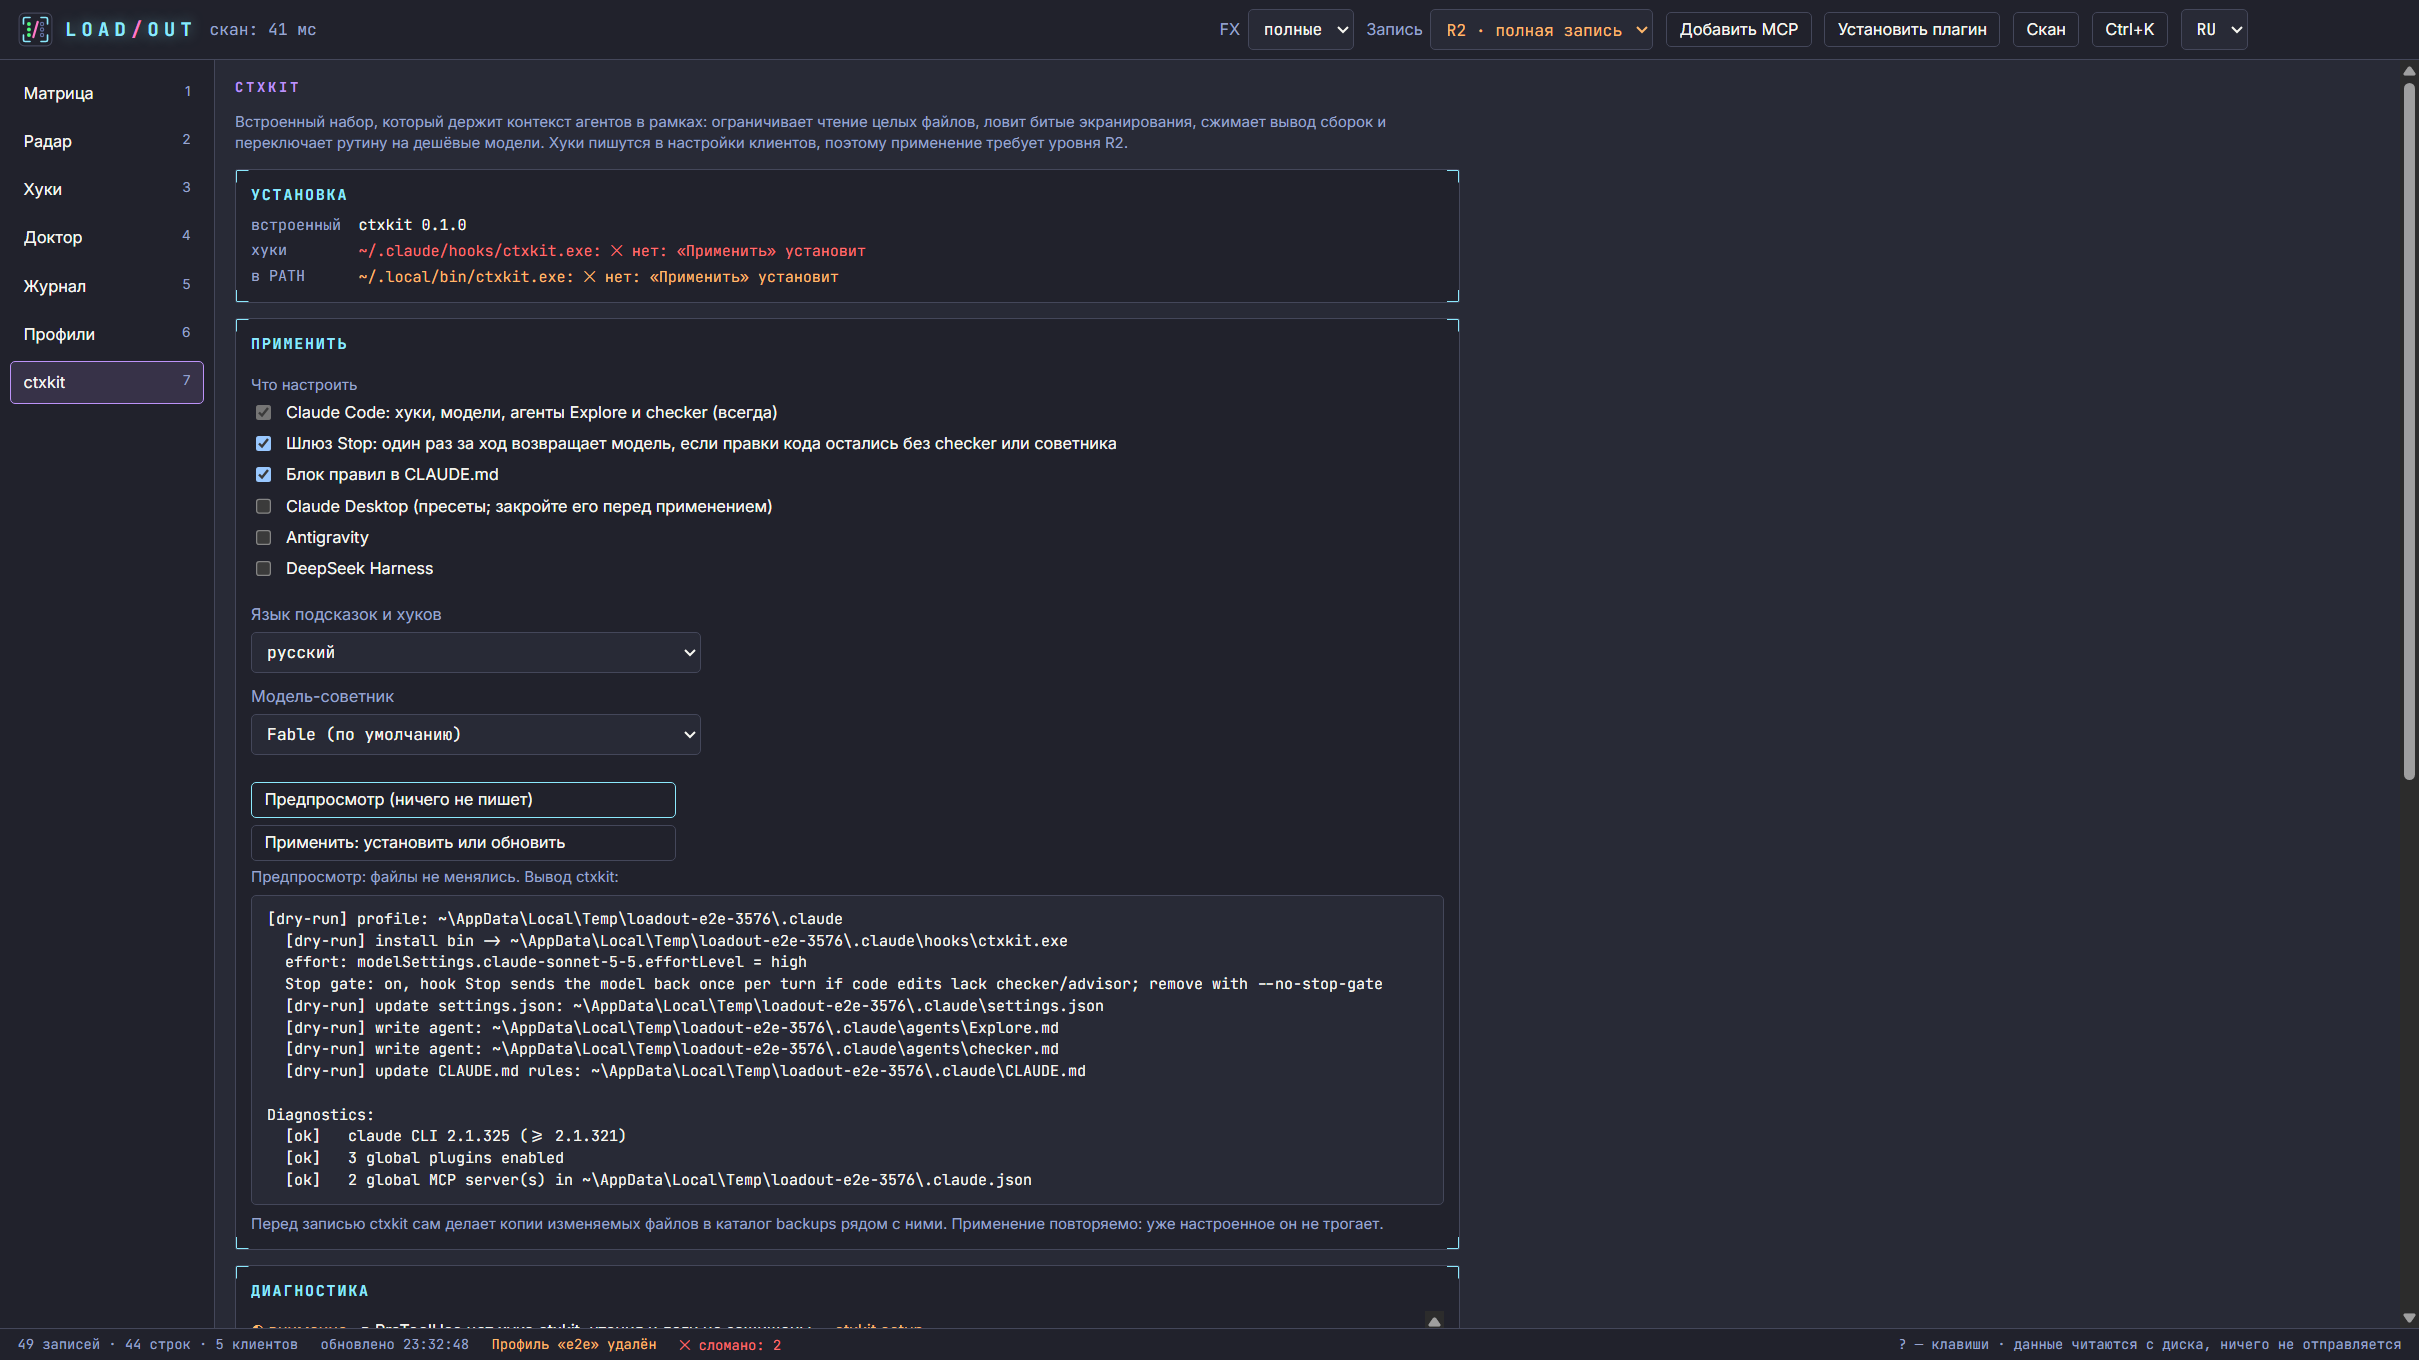 LOAD/OUT скан: 41 мс FX полные Запись R2 · полная запись Добавить MCP Установить плагин Скан Ctrl+K RU
Матрица 1
Радар 2
Хуки 3
Доктор 4
Журнал 5
Профили 6
ctxkit 7
CTXKIT
Встроенный набор, который держит контекст агентов в рамках: ограничивает чтение целых файлов, ловит битые экранирования, сжимает вывод сборок и
переключает рутину на дешёвые модели. Хуки пишутся в настройки клиентов, поэтому применение требует уровня R2.
УСТАНОВКА
встроенный ctxkit 0.1.0
хуки ~/.claude/hooks/ctxkit.exe: ✕ нет: «Применить» установит
в PATH ~/.local/bin/ctxkit.exe: ✕ нет: «Применить» установит
ПРИМЕНИТЬ
Что настроить
Claude Code: хуки, модели, агенты Explore и checker (всегда)
Шлюз Stop: один раз за ход возвращает модель, если правки кода остались без checker или советника
Блок правил в CLAUDE.md
Claude Desktop (пресеты; закройте его перед применением)
Antigravity
DeepSeek Harness
Язык подсказок и хуков
русский
Модель-советник
Fable (по умолчанию)
Предпросмотр (ничего не пишет)
Применить: установить или обновить
Предпросмотр: файлы не менялись. Вывод ctxkit:
[dry-run] profile: ~\AppData\Local\Temp\loadout-e2e-3576\.claude
[dry-run] install bin -> ~\AppData\Local\Temp\loadout-e2e-3576\.claude\hooks\ctxkit.exe
effort: modelSettings.claude-sonnet-5-5.effortLevel = high
Stop gate: on, hook Stop sends the model back once per turn if code edits lack checker/advisor; remove with --no-stop-gate
[dry-run] update settings.json: ~\AppData\Local\Temp\loadout-e2e-3576\.claude\settings.json
[dry-run] write agent: ~\AppData\Local\Temp\loadout-e2e-3576\.claude\agents\Explore.md
[dry-run] write agent: ~\AppData\Local\Temp\loadout-e2e-3576\.claude\agents\checker.md
[dry-run] update CLAUDE.md rules: ~\AppData\Local\Temp\loadout-e2e-3576\.claude\CLAUDE.md
Diagnostics:
[ok] claude CLI 2.1.325 (>= 2.1.321)
[ok] 3 global plugins enabled
[ok] 2 global MCP server(s) in ~\AppData\Local\Temp\loadout-e2e-3576\.claude.json
Перед записью ctxkit сам делает копии изменяемых файлов в каталог backups рядом с ними. Применение повторяемо: уже настроенное он не трогает.
ДИАГНОСТИКА
49 записей · 44 строк · 5 клиентов обновлено 23:32:48 Профиль «e2e» удалён ✕ сломано: 2 ? — клавиши · данные читаются с диска, ничего не отправляется